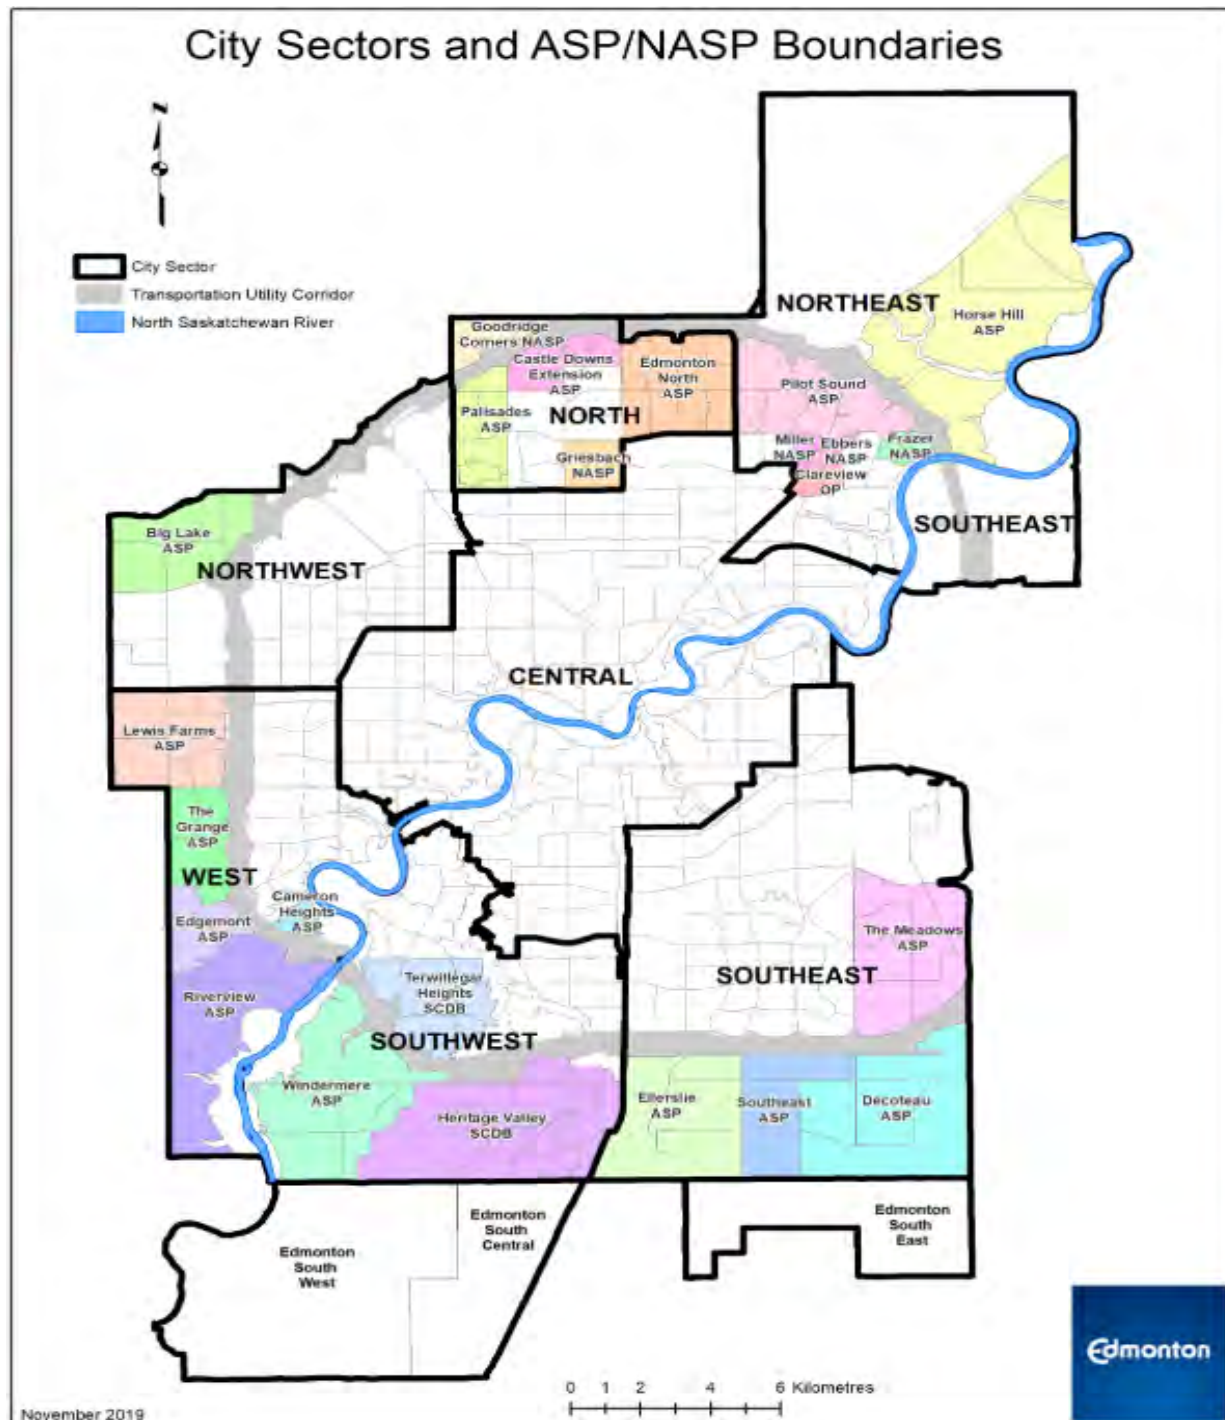 City Sectors and ASP/NASP Boundaries
N
City Sector
Transportation Utility Corridor
North Saskatchewan River
NORTHEAST
Horse Hill
ASP
Goodridge
Corners NASP
Castle Downs
Extension
ASP
Edmonton
North
ASP
Pilot Sound
ASP
Palisades
ASP
NORTH
Griesbach
NASP
Miller
NASP
Ebbers
NASP
Frazer
NASP
Clareview
OP
SOUTHEAST
Big Lake
ASP
NORTHWEST
CENTRAL
Lewis Farms
ASP
The
Grange
ASP
WEST
Cameron
Heights
ASP
Edgemont
ASP
The Meadows
ASP
Riverview
ASP
Terwillegar
Heights
SCDB
SOUTHEAST
SOUTHWEST
Windermere
ASP
Heritage Valley
SCDB
Ellerslie
ASP
Southeast
ASP
Decoteau
ASP
Edmonton
South
West
Edmonton
South
Central
Edmonton
South
East
Edmonton
0 1 2 4 6 Kilometres
November 2019